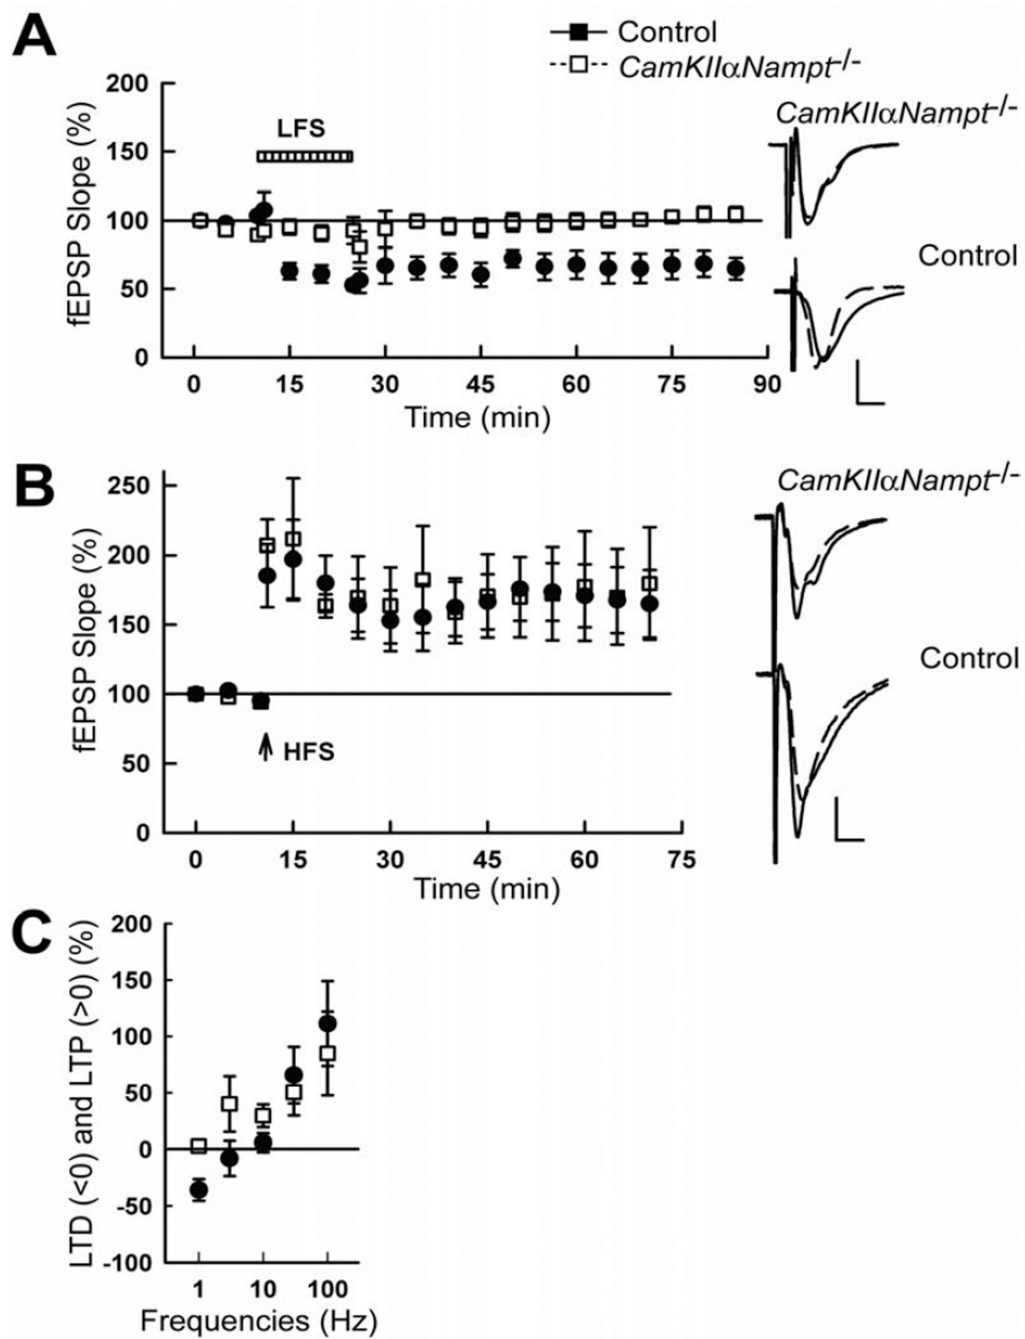 A
Control
CamKIIαNampt-/-
200
150
100
50
0
fEPSP Slope (%)
LFS
0 15 30 45 60 75 90
Time (min)
CamKIIαNampt-/-
Control
B
250
200
150
100
50
0
fEPSP Slope (%)
HFS
0 15 30 45 60 75
Time (min)
CamKIIαNampt-/-
Control
C
200
150
100
50
0
-50
-100
LTD (<0) and LTP (>0) (%)
1 10 100
Frequencies (Hz)